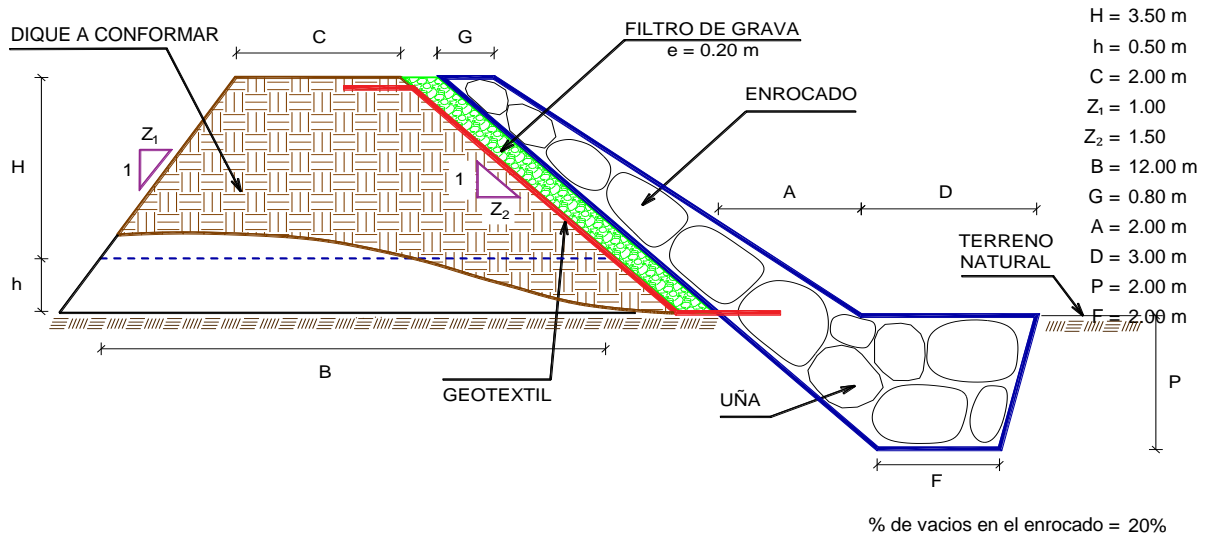 DIQUE A CONFORMAR
C
G
FILTRO DE GRAVA
e = 0.20 m
ENROCADO
H = 3.50 m
h = 0.50 m
C = 2.00 m
Z₁ = 1.00
Z₂ = 1.50
B = 12.00 m
G = 0.80 m
A = 2.00 m
D = 3.00 m
P = 2.00 m
F = 2.00 m
H
Z₁
1
1
Z₂
A
D
TERRENO
NATURAL
h
B
GEOTEXTIL
UÑA
P
F
% de vacios en el enrocado = 20%